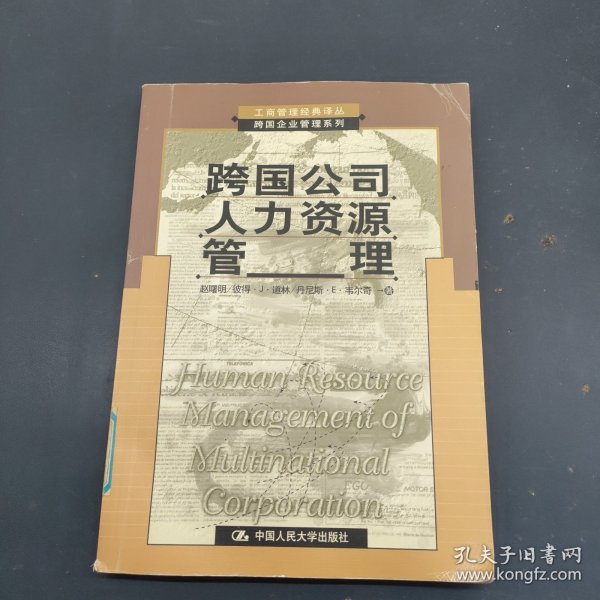 工商管理经典译丛
跨国企业管理系列
跨国公司
人力资源
管 理
赵曙明/彼得·J·道林/丹尼斯·E·韦尔奇 著
Human Resource
Management of
Multinational
Corporation
中国人民大学出版社
孔夫子旧书网
www.kongfz.com